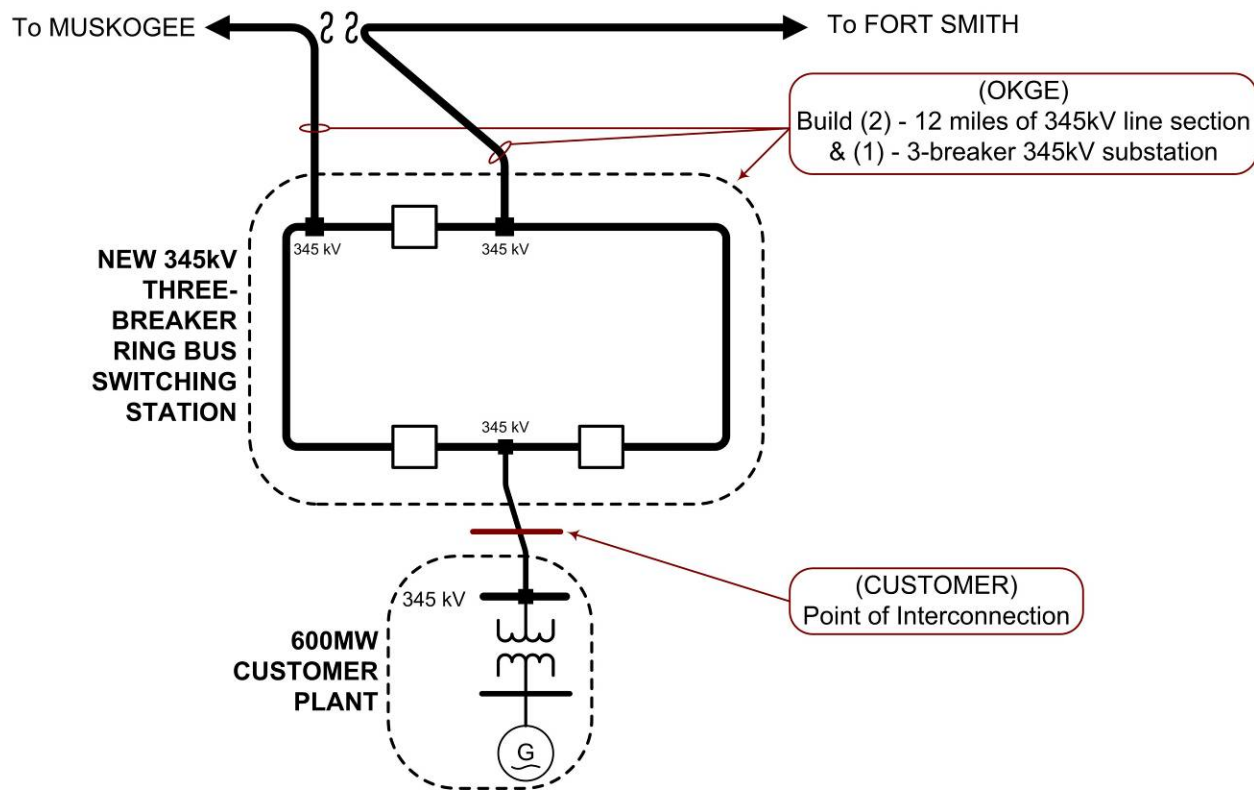 To MUSKOGEE
To FORT SMITH
(OKGE)
Build (2) - 12 miles of 345kV line section
& (1) - 3-breaker 345kV substation
345 kV
345 kV
NEW 345kV
THREE-
BREAKER
RING BUS
SWITCHING
STATION
345 kV
(CUSTOMER)
Point of Interconnection
345 kV
600MW
CUSTOMER
PLANT
G